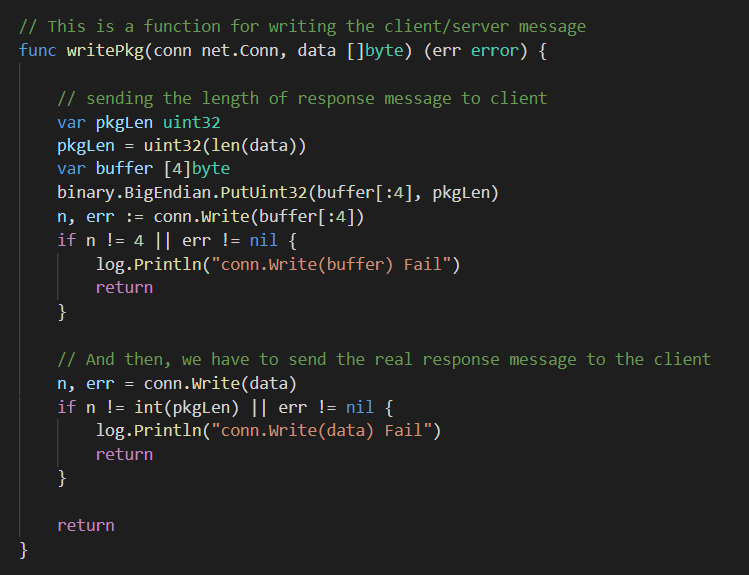 // This is a function for writing the client/server message
func writePkg(conn net.Conn, data []byte) (err error) {
// sending the length of response message to client
var pkgLen uint32
pkgLen = uint32(len(data))
var buffer [4]byte
binary.BigEndian.PutUint32(buffer[:4], pkgLen)
n, err := conn.Write(buffer[:4])
if n != 4 || err != nil {
log.Println("conn.Write(buffer) Fail")
return
}
// And then, we have to send the real response message to the client
n, err = conn.Write(data)
if n != int(pkgLen) || err != nil {
log.Println("conn.Write(data) Fail")
return
}
return
}